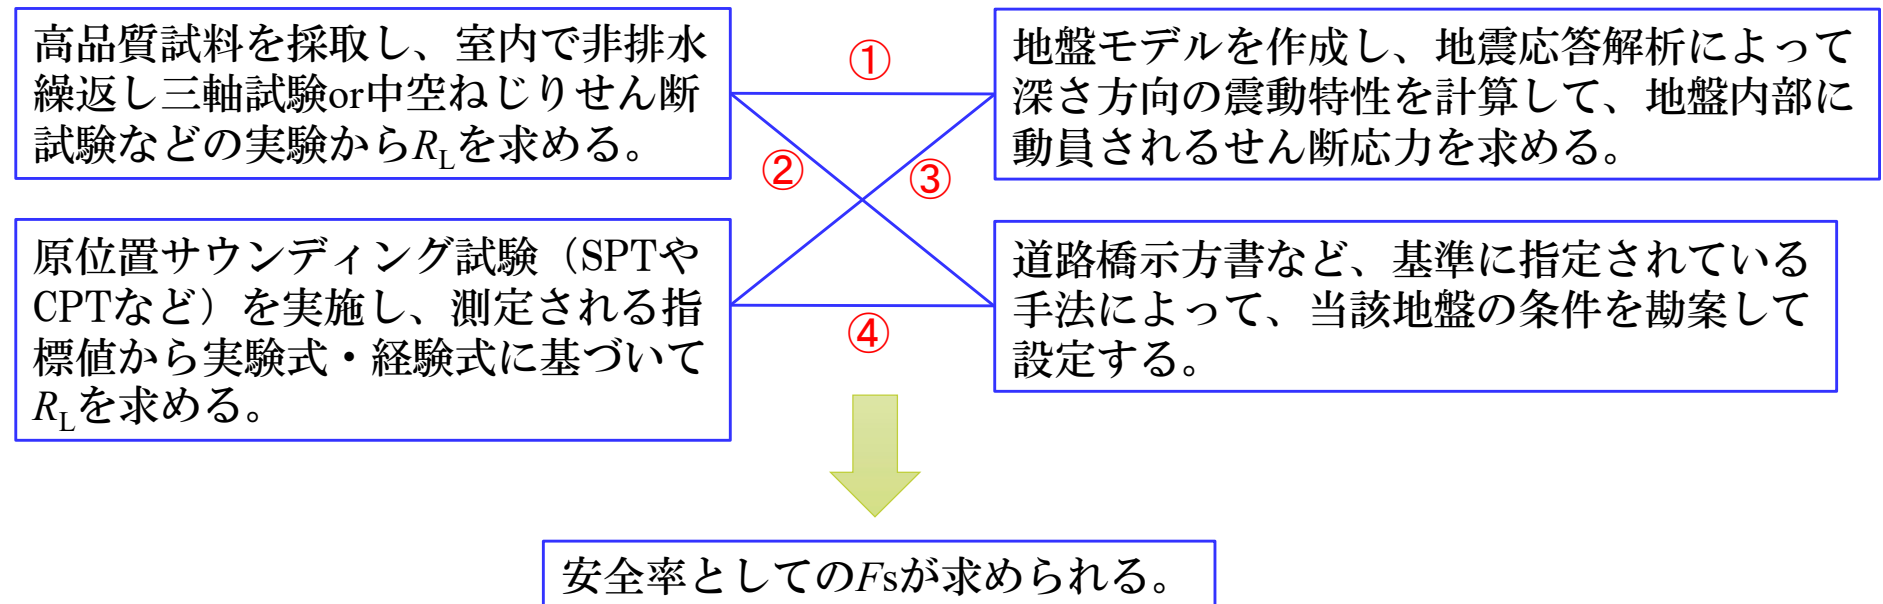 高品質試料を採取し、室内で非排水
繰返し三軸試験or中空ねじりせん断
試験などの実験からRLを求める。
①
地盤モデルを作成し、地震応答解析によって
深さ方向の震動特性を計算して、地盤内部に
動員されるせん断応力を求める。
②
③
原位置サウンディング試験（SPTや
CPTなど）を実施し、測定される指
標値から実験式・経験式に基づいて
RLを求める。
道路橋示方書など、基準に指定されている
手法によって、当該地盤の条件を勘案して
設定する。
④
安全率としてのFsが求められる。